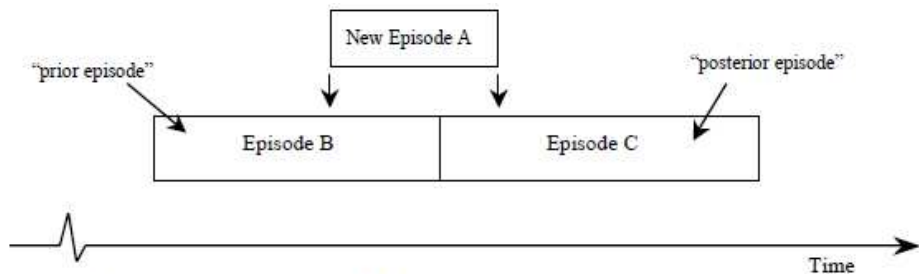 New Episode A
“prior episode”
“posterior episode”
Episode B
Episode C
Time